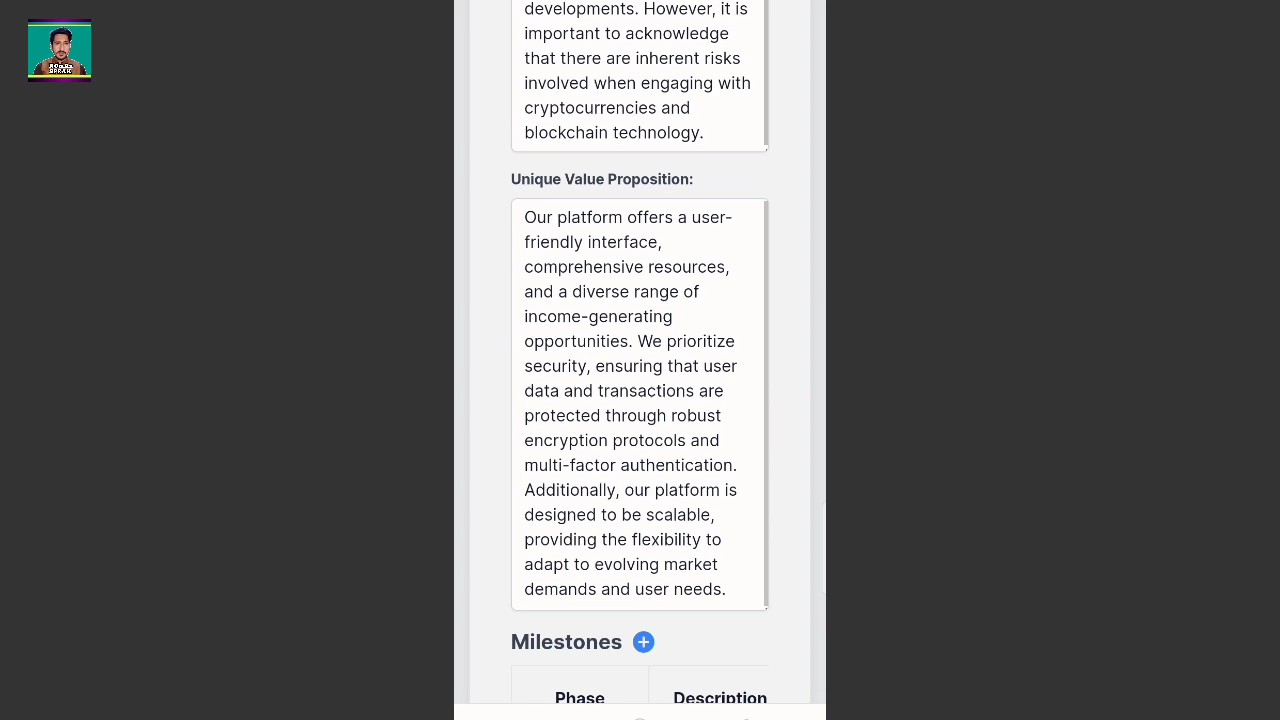 developments. However, it is
important to acknowledge
that there are inherent risks
involved when engaging with
cryptocurrencies and
blockchain technology.
Unique Value Proposition:
Our platform offers a user-
friendly interface,
comprehensive resources,
and a diverse range of
income-generating
opportunities. We prioritize
security, ensuring that user
data and transactions are
protected through robust
encryption protocols and
multi-factor authentication.
Additionally, our platform is
designed to be scalable,
providing the flexibility to
adapt to evolving market
demands and user needs.
Milestones
Phase Description